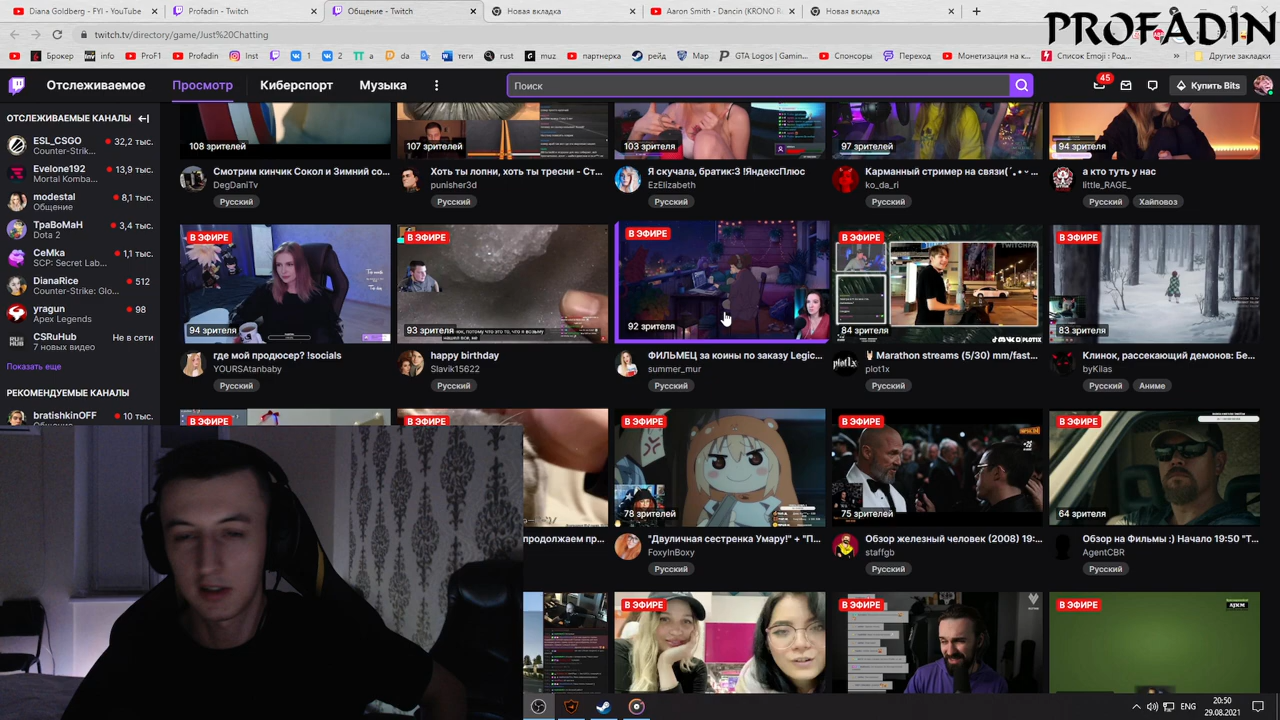 Diana Goldberg - FYI - YouTube
Profadin - Twitch
Общение - Twitch
Новая вкладка
Aaron Smith - Dancin (KRONO R
Новая вкладка
PROFADIN
twitch.tv/directory/game/Just%20Chatting
Брокер
инфо
ProF1
Profadin
Inst
1
2
da
теги
rust
muz
партнерка
рейд
Map
GTA Logos | Gamin...
Спонсоры
Переход
Монетизация на к...
Список Emoji : Род...
»
Другие закладки
Отслеживаемое
Просмотр
Киберспорт
Музыка
Поиск
45
Купить Bits
108 зрителей
107 зрителей
103 зрителя
97 зрителей
94 зрителя
ESL_CSGO
32,2 тыс.
Counter-Strike: Glo...
Evelone192
13,9 тыс.
Mortal Kombat...
modestal
8,1 тыс.
Общение
ТраВоМаН
3,4 тыс.
Dota 2
CeMka
1,1 тыс.
SCP: Secret Lab...
DianaRice
512
Counter-Strike: Glo...
yragun
Apex Legends
CSRuHub
Не в сети
7 новых видео
Показать еще
РЕКОМЕНДУЕМЫЕ КАНАЛЫ
bratishkinOFF
10 тыс.
Смотрим кинчик Сокол и Зимний со...
DegDaniTv
Русский
Хоть ты лопни, хоть ты тресни - Ст...
punisher3d
Русский
Я скучала, братик:3 !ЯндексПлюс
EzElizabeth
Русский
Карманный стример на связи(
ko_da_ri
Русский
а кто туть у нас
little_RAGE_
Русский
Хайповоз
В ЭФИРЕ
94 зрителя
В ЭФИРЕ
93 зрителя
В ЭФИРЕ
92 зрителя
В ЭФИРЕ
84 зрителя
В ЭФИРЕ
83 зрителя
где мой продюсер? !socials
YOURSAtanbaby
Русский
happy birthday
Slavik15622
Русский
ФИЛЬМЕЦ за коины по заказу Legic...
summer_mur
Русский
Marathon streams (5/30) mm/fast...
plot1x
Русский
Клинок, рассекающий демонов: Бе...
byKilas
Русский
Аниме
В ЭФИРЕ
В ЭФИРЕ
В ЭФИРЕ
78 зрителей
В ЭФИРЕ
75 зрителей
В ЭФИРЕ
64 зрителя
продолжаем пр...
"Двуличная сестренка Умару!" + "П...
FoxyInBoxy
Русский
Обзор железный человек (2008) 19:...
staffgb
Русский
Обзор на Фильмы :) Начало 19:50 "Т...
AgentCBR
Русский
В ЭФИРЕ
В ЭФИРЕ
В ЭФИРЕ
ENG
20:50
29.08.2021